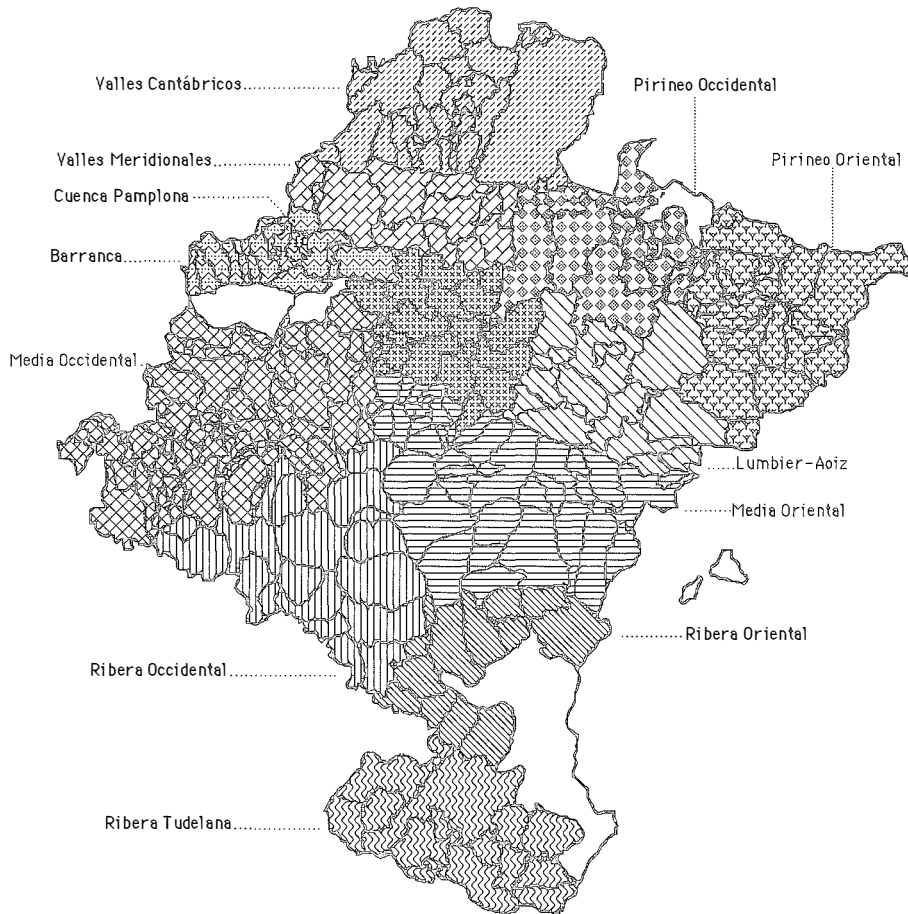 Valles Cantábricos
Pirineo Occidental
Valles Meridionales
Pirineo Oriental
Cuenca Pamplona
Barranca
Media Occidental
Lumbier-Aoiz
Media Oriental
Ribera Oriental
Ribera Occidental
Ribera Tudelana